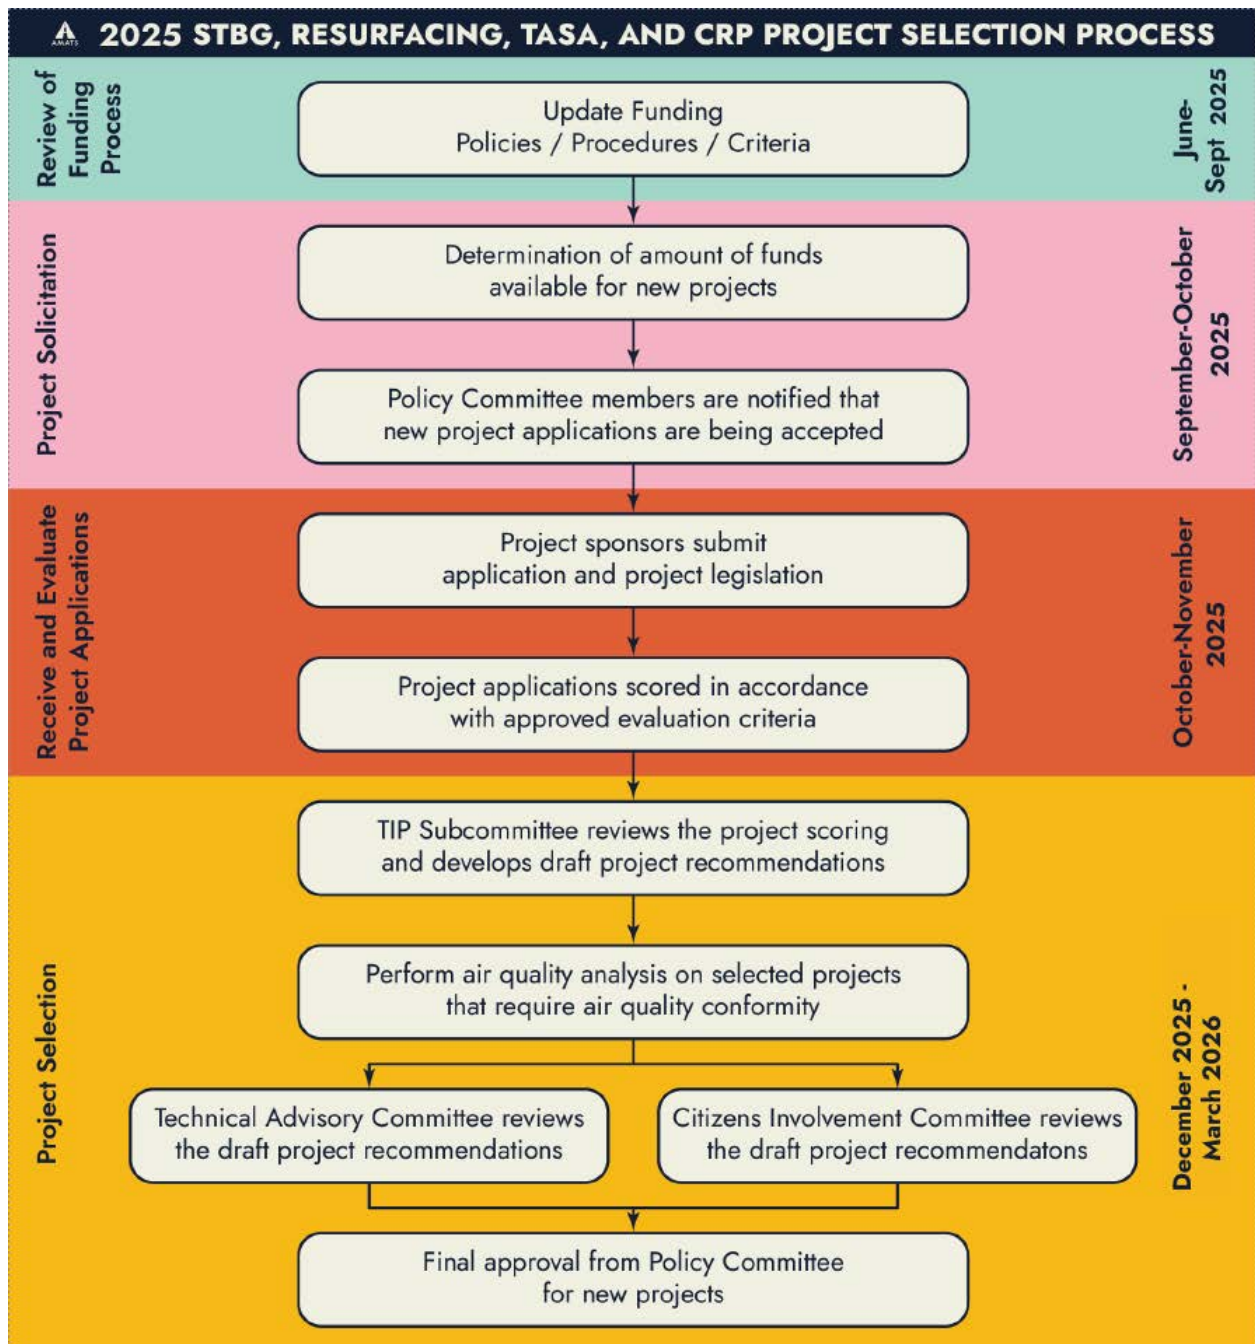 AMATS
2025 STBG, RESURFACING, TASA, AND CRP PROJECT SELECTION PROCESS
Review of
Funding
Process
Update Funding
Policies / Procedures / Criteria
June-
Sept 2025
Project Solicitation
Determination of amount of funds
available for new projects
Policy Committee members are notified that
new project applications are being accepted
September-October
2025
Receive and Evaluate
Project Applications
Project sponsors submit
application and project legislation
Project applications scored in accordance
with approved evaluation criteria
October-November
2025
Project Selection
TIP Subcommittee reviews the project scoring
and develops draft project recommendations
Perform air quality analysis on selected projects
that require air quality conformity
Technical Advisory Committee reviews
the draft project recommendations
Citizens Involvement Committee reviews
the draft project recommendatons
Final approval from Policy Committee
for new projects
December 2025 -
March 2026